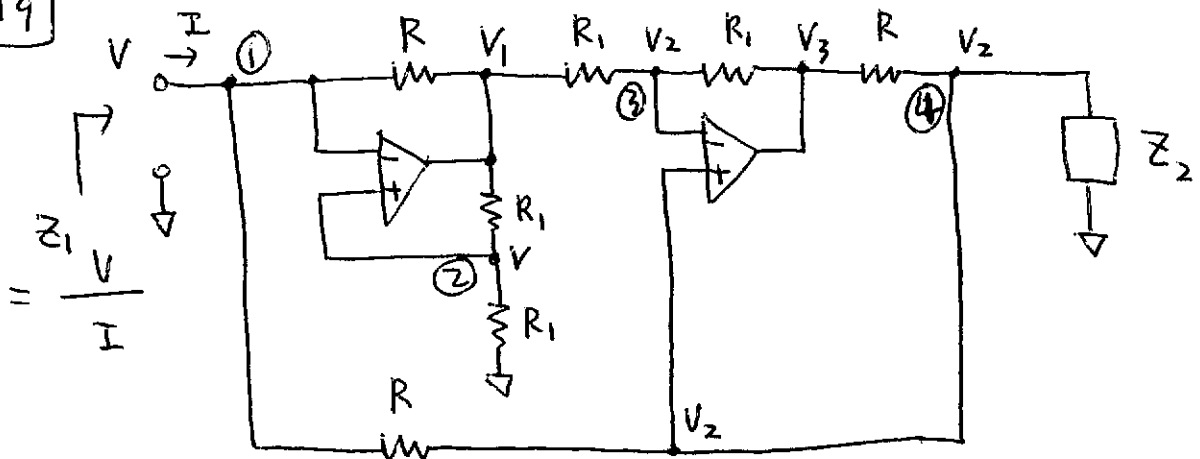 19
V
I
→
①
R
V₁
R₁
V₂
R₁
V₃
R
V₂
③
④
−
+
−
+
Z₂
R₁
V
②
R₁
Z₁
= V / I
R
V₂